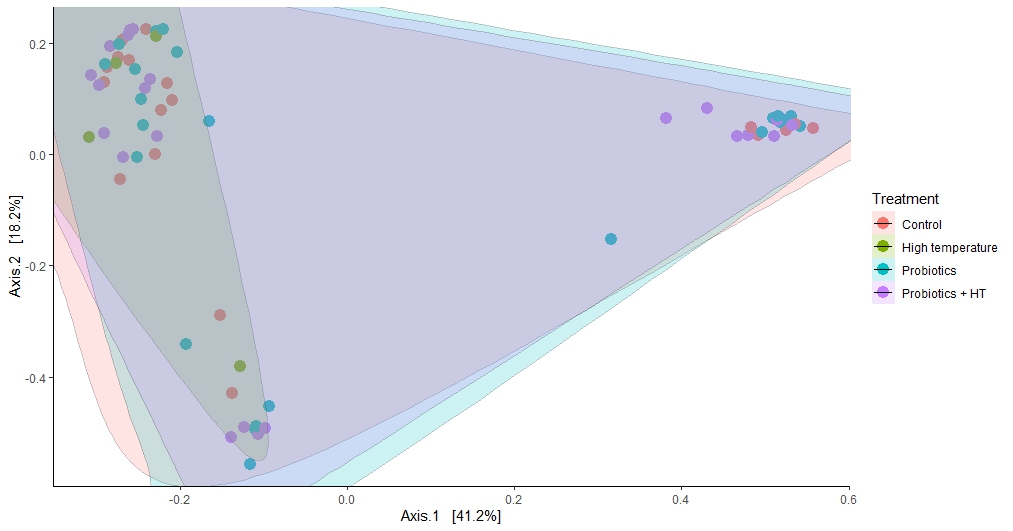 0.2
0.0
-0.2
-0.4
Axis.2 [18.2%]
-0.2
0.0
0.2
0.4
0.6
Axis.1 [41.2%]
Treatment
Control
High temperature
Probiotics
Probiotics + HT